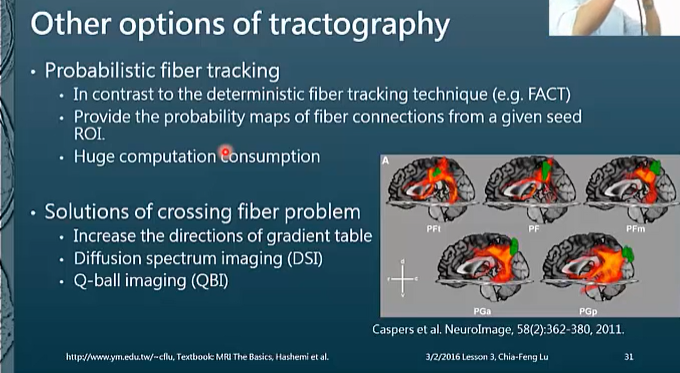 Other options of tractography
• Probabilistic fiber tracking
• In contrast to the deterministic fiber tracking technique (e.g. FACT)
• Provide the probability maps of fiber connections from a given seed
ROI.
• Huge computation consumption
• Solutions of crossing fiber problem
• Increase the directions of gradient table
• Diffusion spectrum imaging (DSI)
• Q-ball imaging (QBI)
A
PFt
PF
PFm
d
r
c
v
PGa
PGp
Caspers et al. NeuroImage, 58(2):362-380, 2011.
http://www.ym.edu.tw/~cflu, Textbook: MRI The Basics, Hashemi et al.
3/2/2016 Lesson 3, Chia-Feng Lu
31